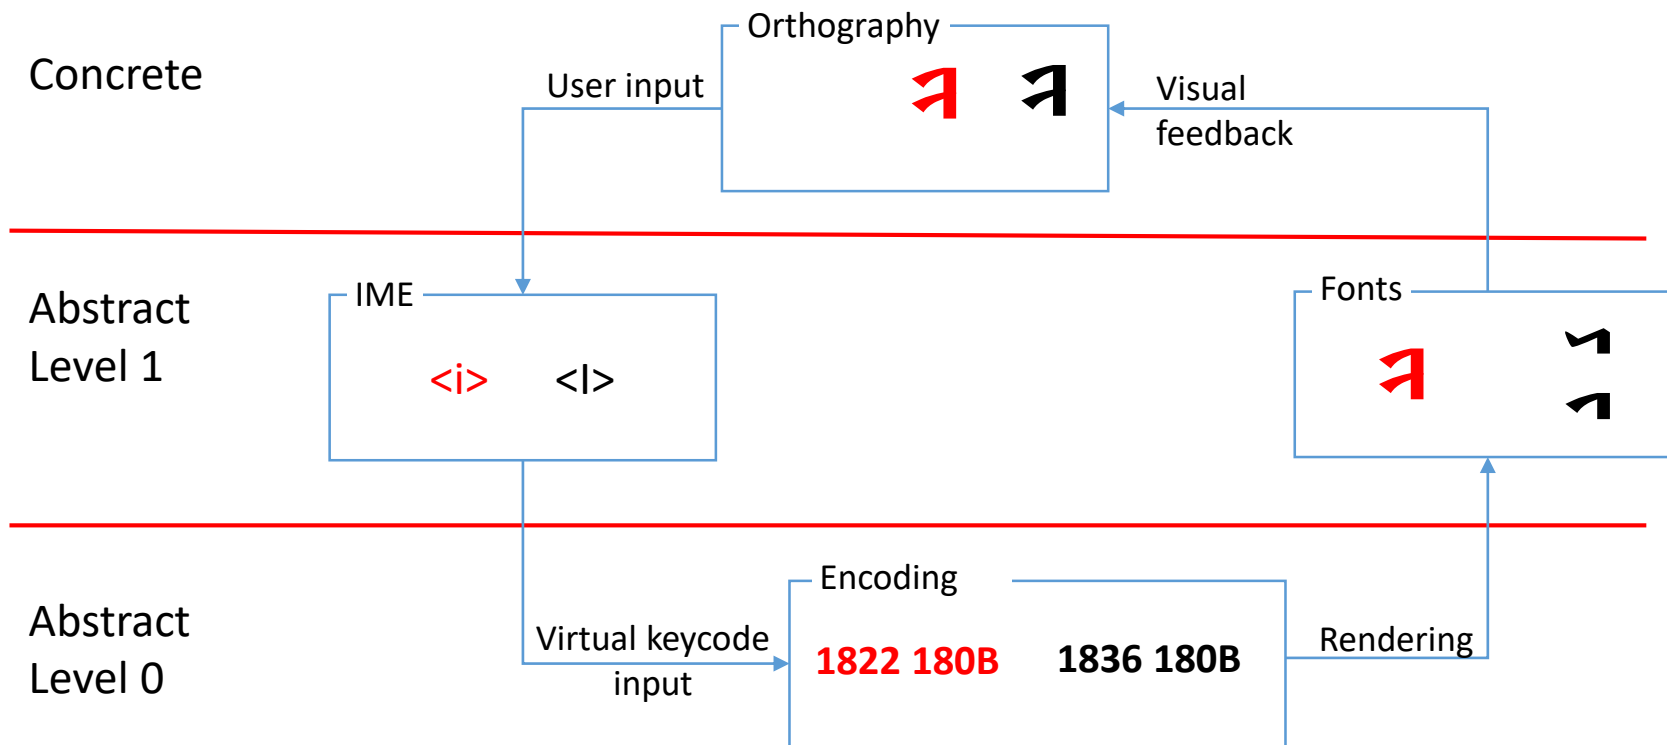 Orthography
Concrete
User input
Visual
feedback
IME
Fonts
Abstract
Level 1
<i> <I>
Encoding
Abstract
Level 0
Virtual keycode
input
1822 180B 1836 180B
Rendering